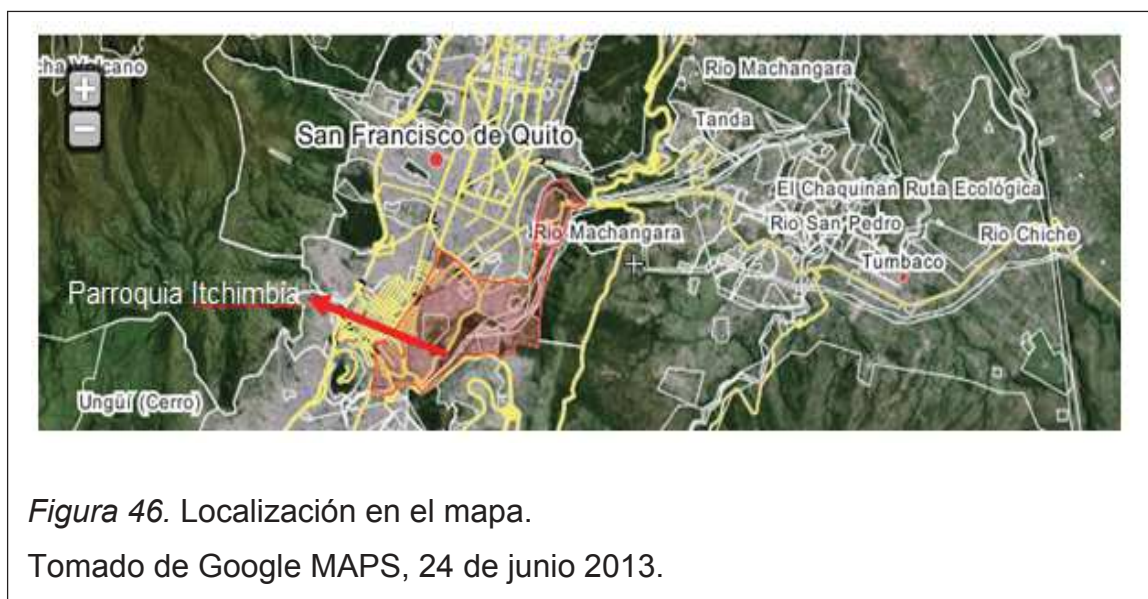 cha Volcano
+
−
Rio Machangara
Tanda
San Francisco de Quito
El Chaquinan Ruta Ecológica
Rio San Pedro
Rio Machangara
Rio Chiche
Tumbaco
Parroquia Itchimbía
Ungüí (Cerro)
Figura 46. Localización en el mapa.
Tomado de Google MAPS, 24 de junio 2013.